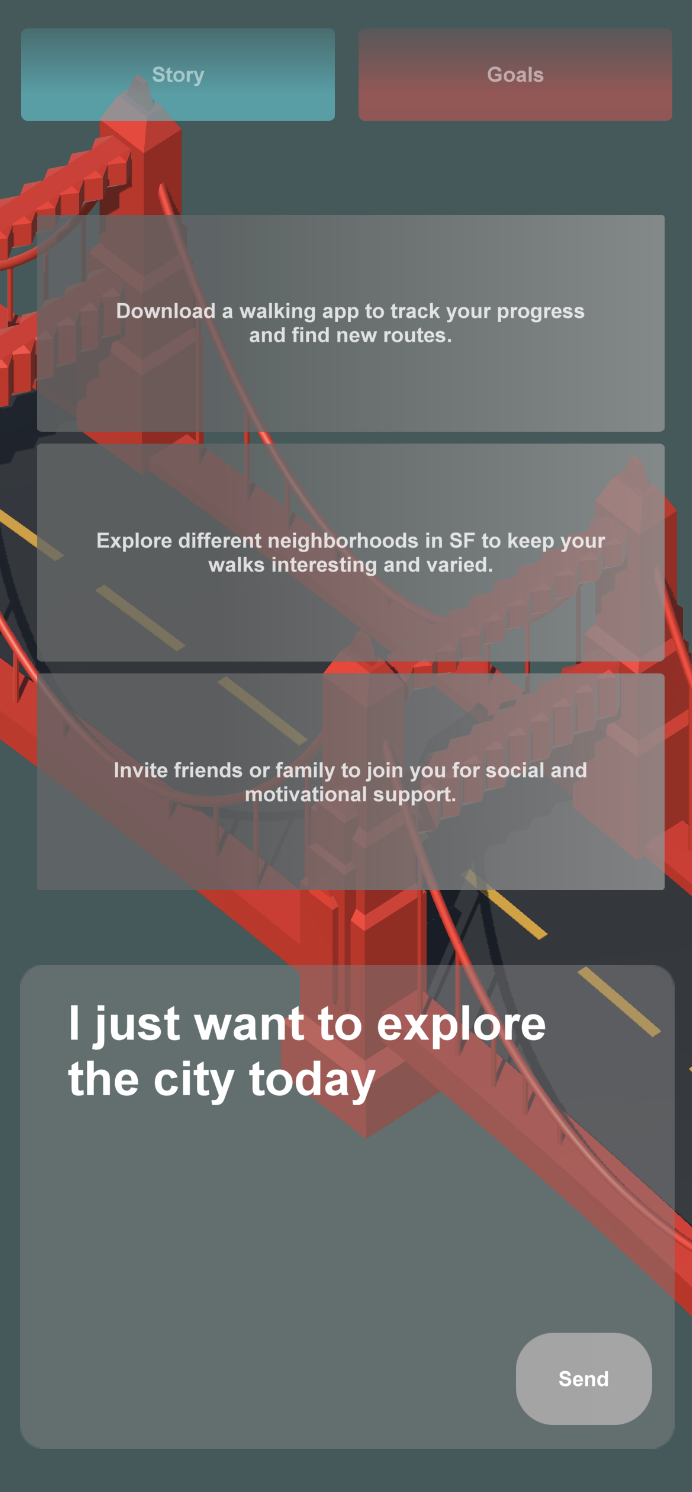 Story
Goals
Download a walking app to track your progress
and find new routes.
Explore different neighborhoods in SF to keep your
walks interesting and varied.
Invite friends or family to join you for social and
motivational support.
I just want to explore
the city today
Send